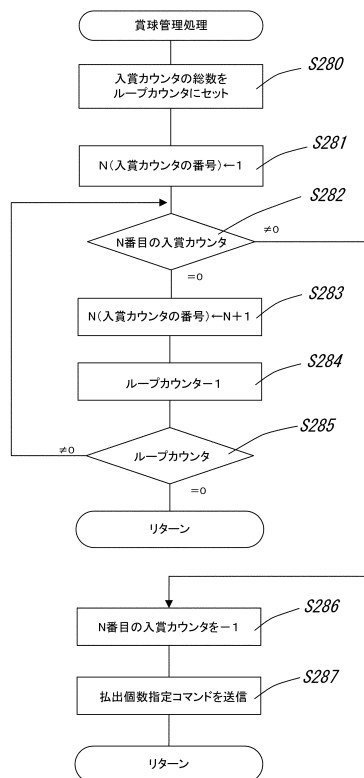 賞球管理処理
入賞カウンタの総数を
ループカウンタにセット
S280
N(入賞カウンタの番号)←1
S281
N番目の入賞カウンタ
S282
≠0
=0
N(入賞カウンタの番号)←N+1
S283
ループカウンター1
S284
ループカウンタ
S285
≠0
=0
リターン
N番目の入賞カウンタを－1
S286
払出個数指定コマンドを送信
S287
リターン